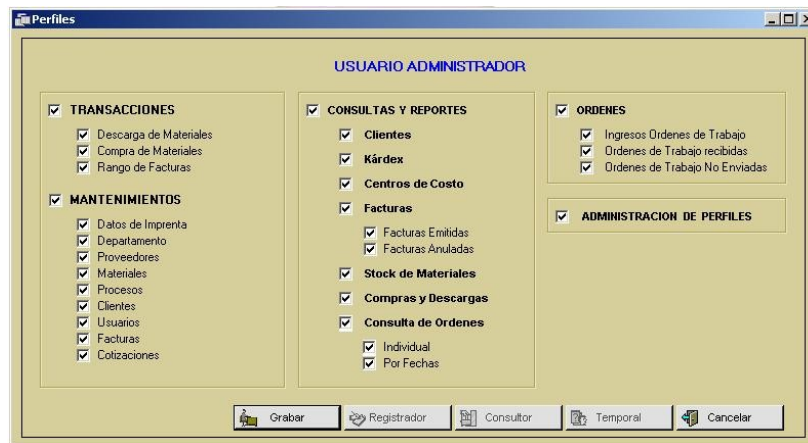 Perfiles
USUARIO ADMINISTRADOR
TRANSACCIONES
Descarga de Materiales
Compra de Materiales
Rango de Facturas
MANTENIMIENTOS
Datos de Imprenta
Departamento
Proveedores
Materiales
Procesos
Clientes
Usuarios
Facturas
Cotizaciones
CONSULTAS Y REPORTES
Clientes
Kárdex
Centros de Costo
Facturas
Facturas Emitidas
Facturas Anuladas
Stock de Materiales
Compras y Descargas
Consulta de Ordenes
Individual
Por Fechas
ORDENES
Ingresos Ordenes de Trabajo
Ordenes de Trabajo recibidas
Ordenes de Trabajo No Enviadas
ADMINISTRACION DE PERFILES
Grabar
Registrador
Consultor
Temporal
Cancelar